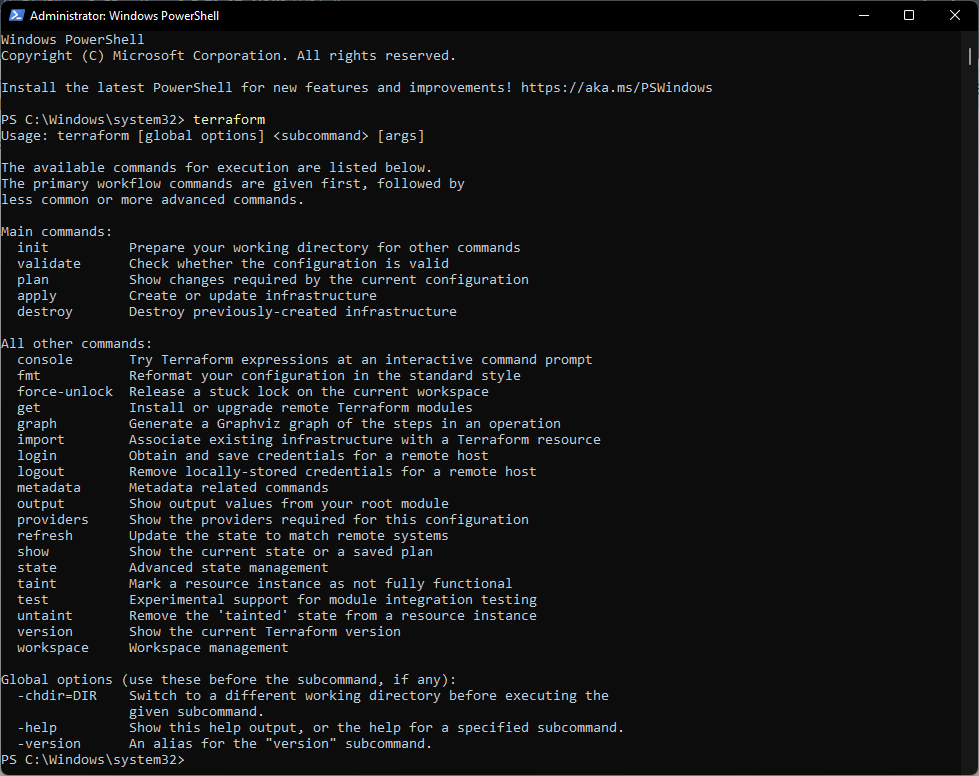 Administrator: Windows PowerShell
Windows PowerShell
Copyright (C) Microsoft Corporation. All rights reserved.
Install the latest PowerShell for new features and improvements! https://aka.ms/PSWindows
PS C:\Windows\system32> terraform
Usage: terraform [global options] <subcommand> [args]
The available commands for execution are listed below.
The primary workflow commands are given first, followed by
less common or more advanced commands.
Main commands:
  init          Prepare your working directory for other commands
  validate      Check whether the configuration is valid
  plan          Show changes required by the current configuration
  apply         Create or update infrastructure
  destroy       Destroy previously-created infrastructure
All other commands:
  console       Try Terraform expressions at an interactive command prompt
  fmt           Reformat your configuration in the standard style
  force-unlock  Release a stuck lock on the current workspace
  get           Install or upgrade remote Terraform modules
  graph         Generate a Graphviz graph of the steps in an operation
  import        Associate existing infrastructure with a Terraform resource
  login         Obtain and save credentials for a remote host
  logout        Remove locally-stored credentials for a remote host
  metadata      Metadata related commands
  output        Show output values from your root module
  providers     Show the providers required for this configuration
  refresh       Update the state to match remote systems
  show          Show the current state or a saved plan
  state         Advanced state management
  taint         Mark a resource instance as not fully functional
  test          Experimental support for module integration testing
  untaint       Remove the 'tainted' state from a resource instance
  version       Show the current Terraform version
  workspace     Workspace management
Global options (use these before the subcommand, if any):
  -chdir=DIR    Switch to a different working directory before executing the
                given subcommand.
  -help         Show this help output, or the help for a specified subcommand.
  -version      An alias for the "version" subcommand.
PS C:\Windows\system32>